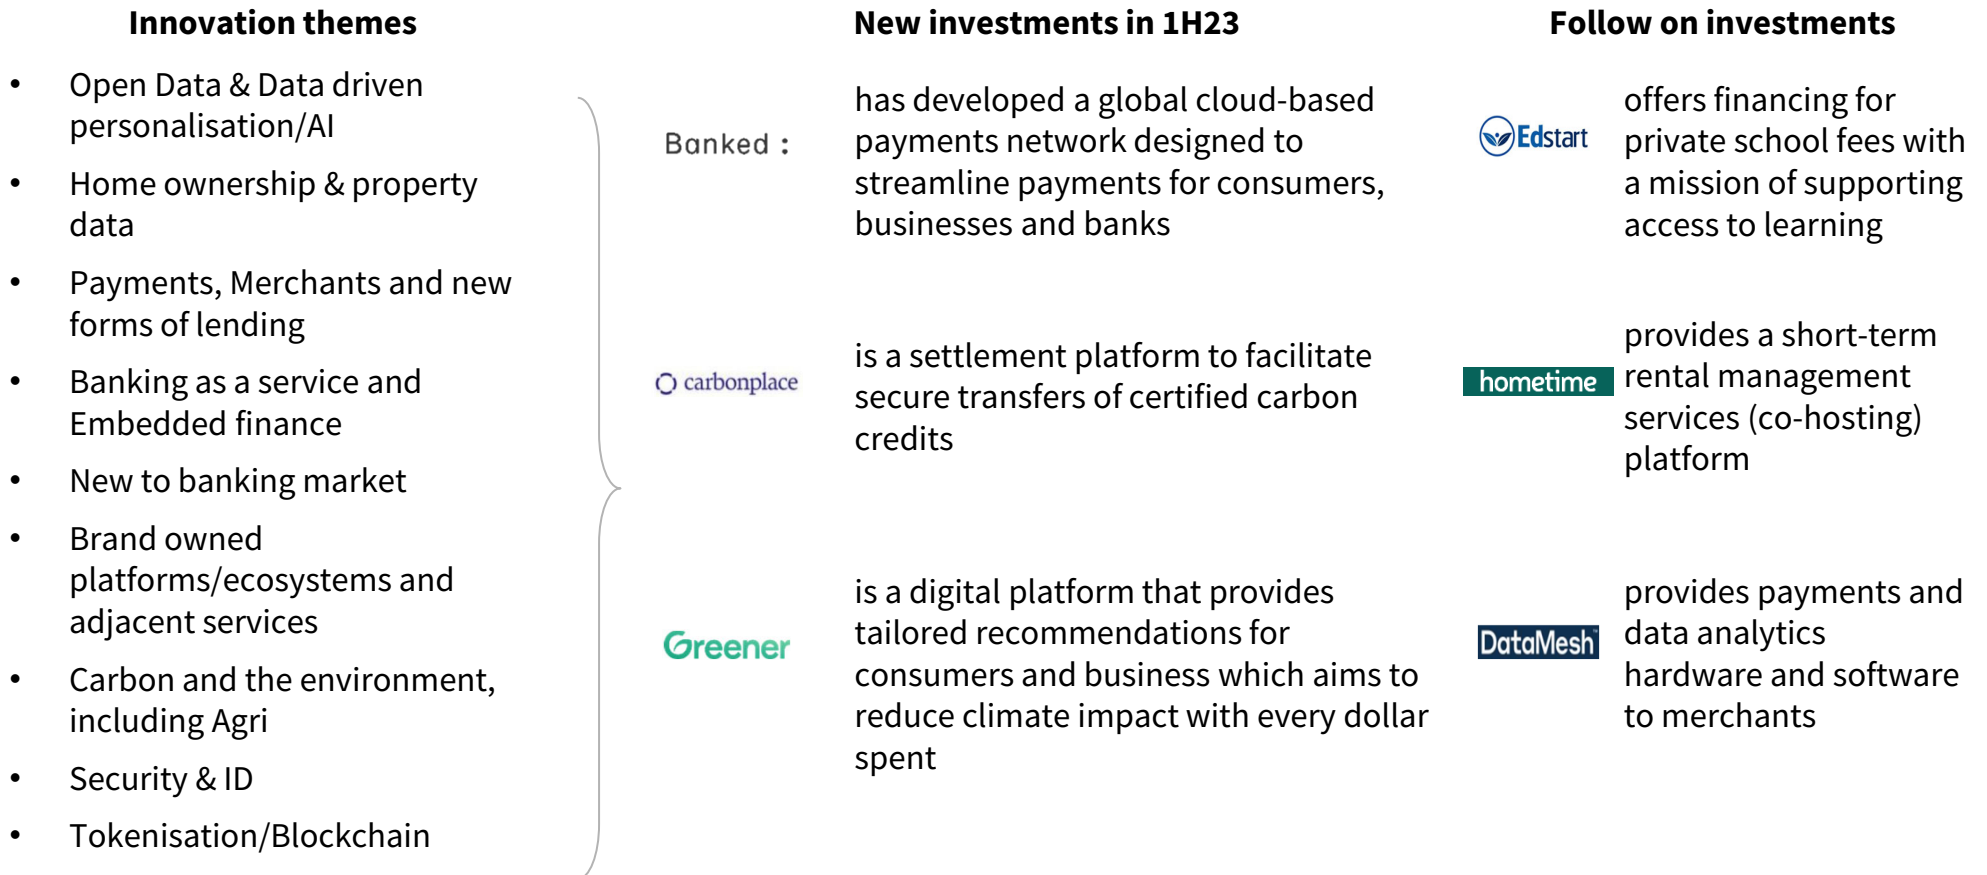 Innovation themes
• Open Data & Data driven
personalisation/AI
• Home ownership & property
data
• Payments, Merchants and new
forms of lending
• Banking as a service and
Embedded finance
• New to banking market
• Brand owned
platforms/ecosystems and
adjacent services
• Carbon and the environment,
including Agri
• Security & ID
• Tokenisation/Blockchain
New investments in 1H23
Banked :
has developed a global cloud-based
payments network designed to
streamline payments for consumers,
businesses and banks
carbonplace
is a settlement platform to facilitate
secure transfers of certified carbon
credits
Greener
is a digital platform that provides
tailored recommendations for
consumers and business which aims to
reduce climate impact with every dollar
spent
Follow on investments
Edstart
offers financing for
private school fees with
a mission of supporting
access to learning
hometime
provides a short-term
rental management
services (co-hosting)
platform
DataMesh
provides payments and
data analytics
hardware and software
to merchants